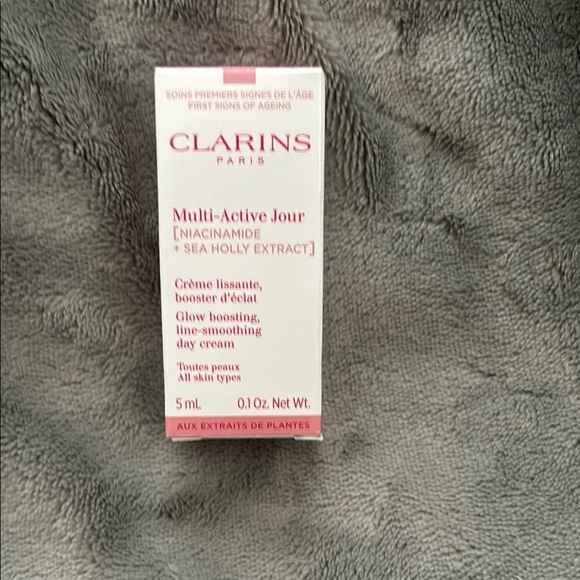 SOINS PREMIERS SIGNES DE L'ÂGE
FIRST SIGNS OF AGEING
CLARINS
PARIS
Multi-Active Jour
[NIACINAMIDE
+ SEA HOLLY EXTRACT]
Crème lissante,
booster d'éclat
Glow boosting,
line-smoothing
day cream
Toutes peaux
All skin types
5 mL 0.1 Oz. Net Wt.
AUX EXTRAITS DE PLANTES